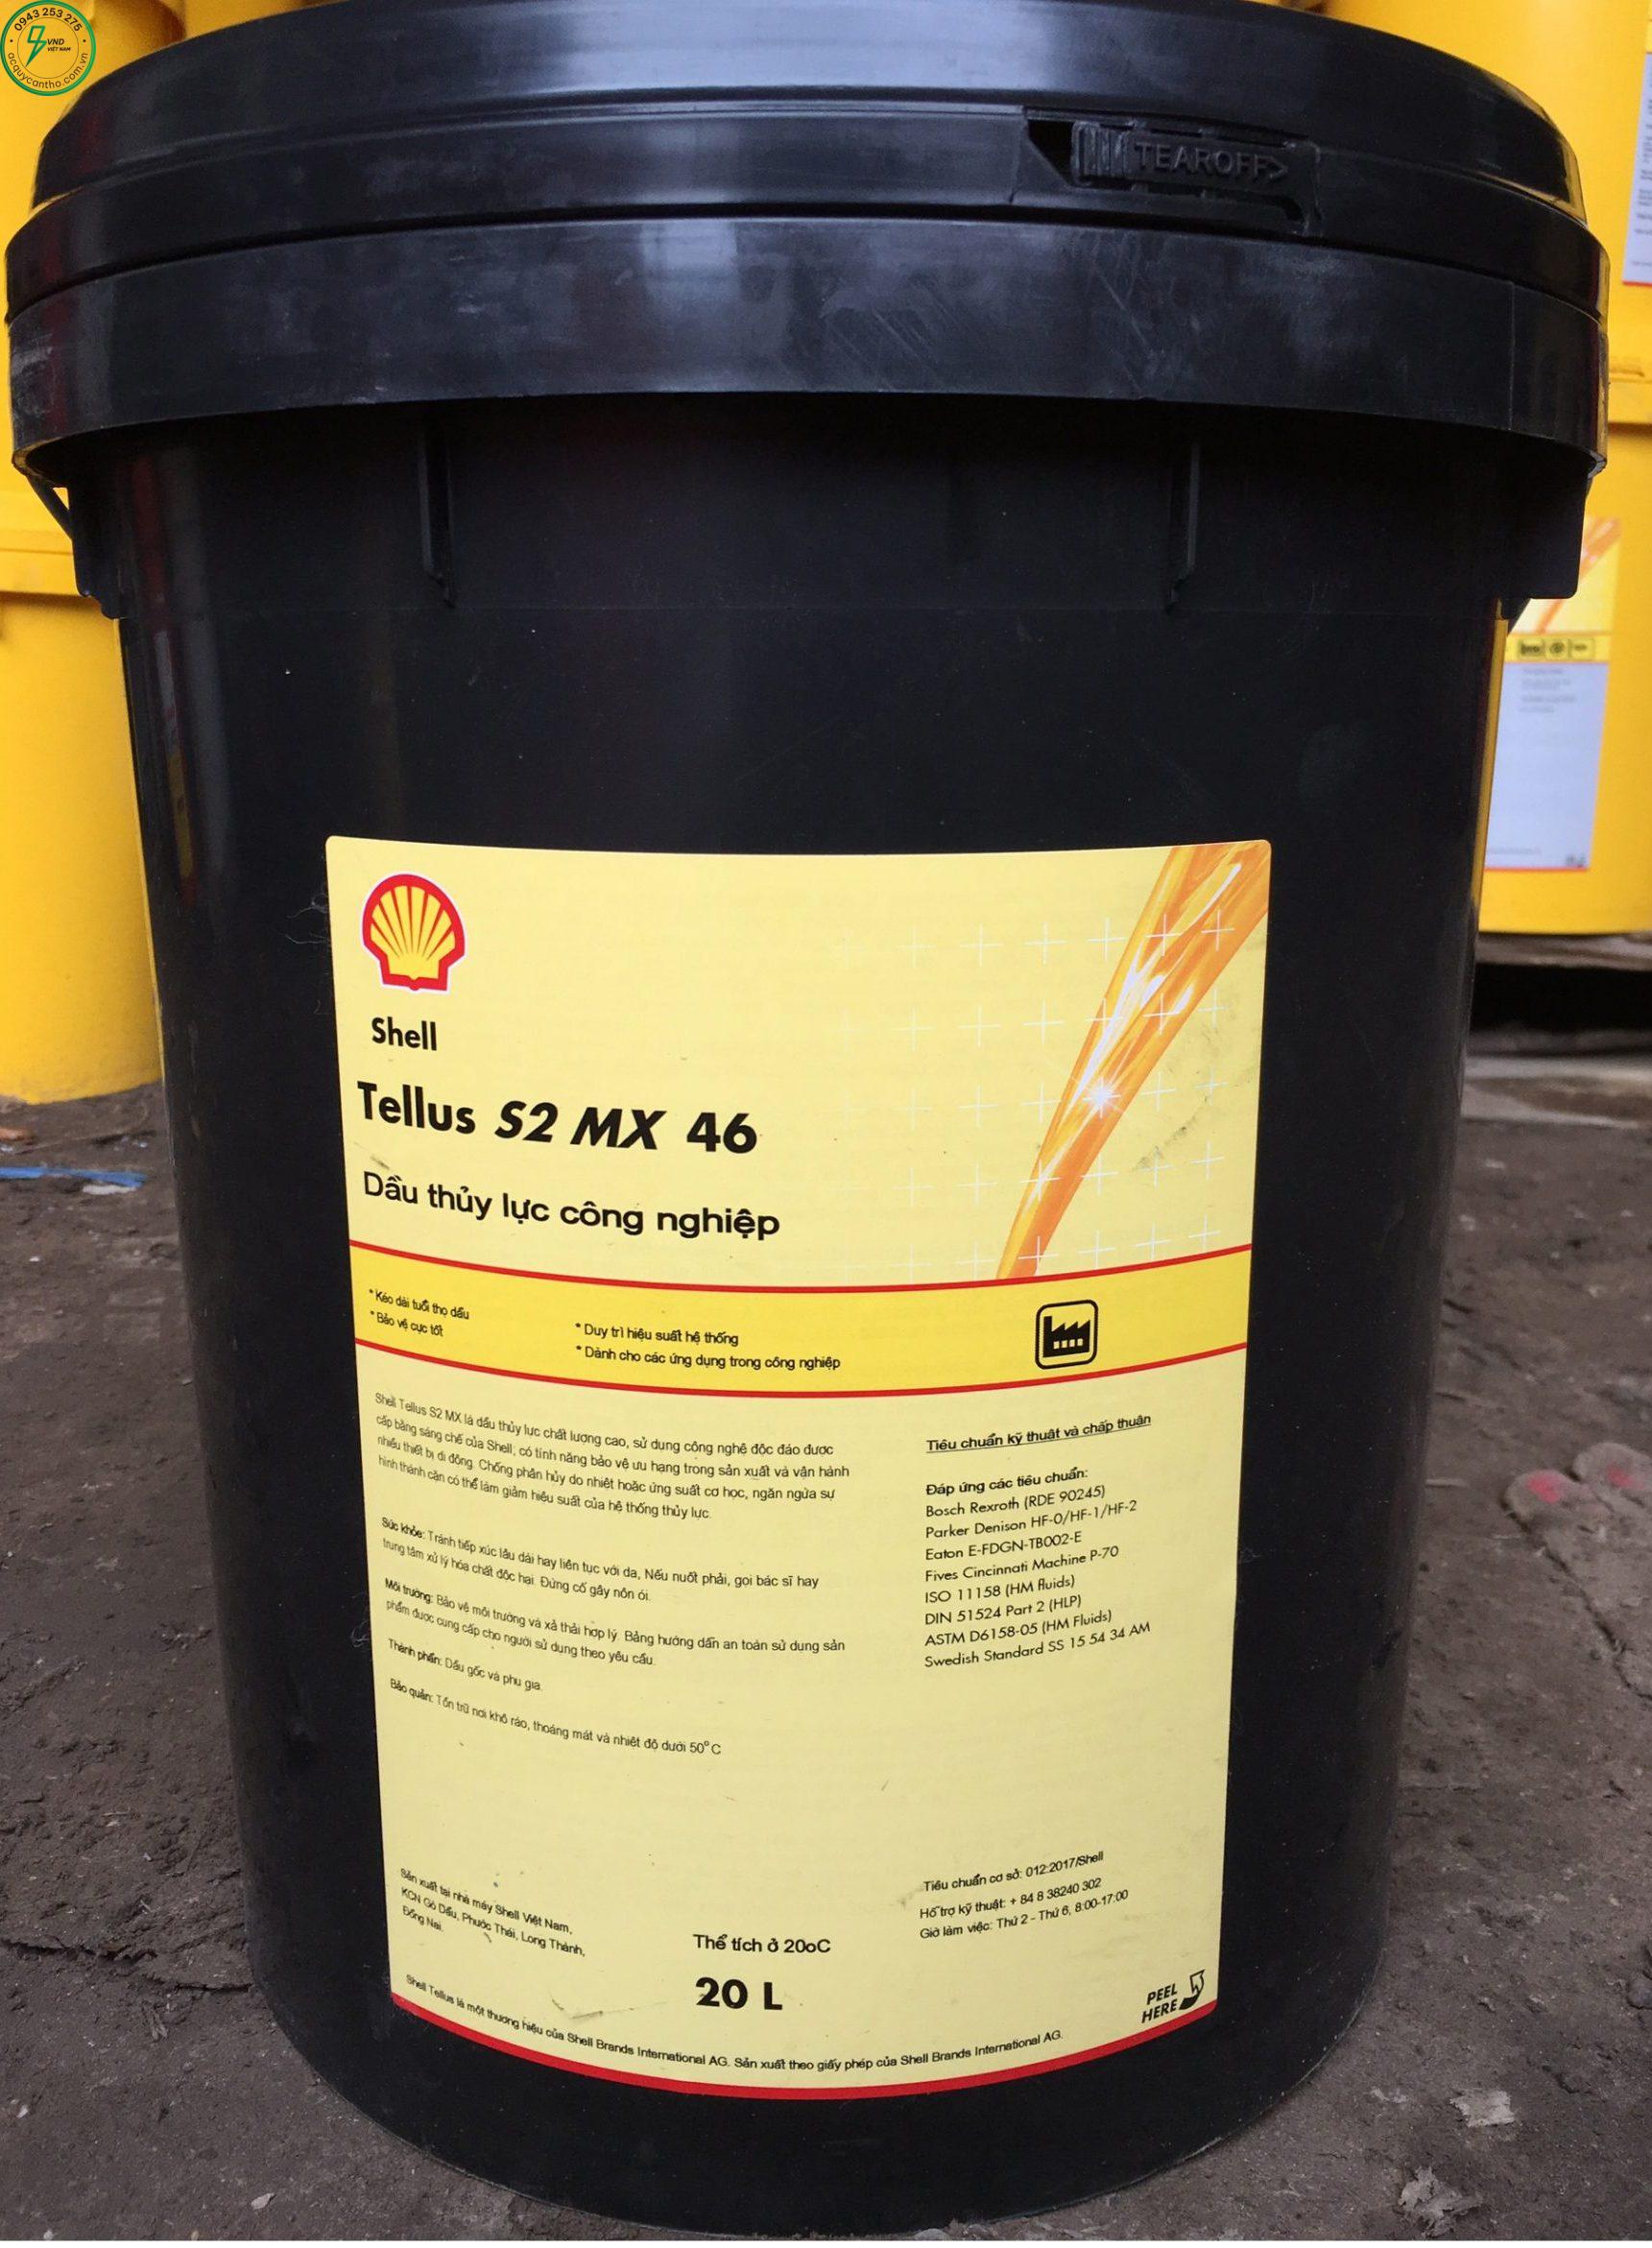 0943 253 275
VND
VIỆT NAM
acquycantho.com.vn
TEAROFF>
Shell
Tellus S2 MX 46
Dầu thủy lực công nghiệp
* Kéo dài tuổi thọ dầu
* Bảo vệ cực tốt
* Duy trì hiệu suất hệ thống
* Dành cho các ứng dụng trong công nghiệp
Shell Tellus S2 MX là dầu thủy lực chất lượng cao, sử dụng công nghệ độc đáo được
cấp bằng sáng chế của Shell, có tính năng bảo vệ ưu hạng trong sản xuất và vận hành
nhiều thiết bị di động. Chống phân hủy do nhiệt hoặc ứng suất cơ học, ngăn ngừa sự
hình thành cặn có thể làm giảm hiệu suất của hệ thống thủy lực.
Sức khỏe: Tránh tiếp xúc lâu dài hay liên tục với da, Nếu nuốt phải, gọi bác sĩ hay
trung tâm xử lý hóa chất độc hại. Đừng cố gây nôn ói.
Môi trường: Bảo vệ môi trường và xả thải hợp lý. Bảng hướng dẫn an toàn sử dụng sản
phẩm được cung cấp cho người sử dụng theo yêu cầu.
Thành phần: Dầu gốc và phụ gia.
Bảo quản: Tồn trữ nơi khô ráo, thoáng mát và nhiệt độ dưới 50°C
Tiêu chuẩn kỹ thuật và chấp thuận
Đáp ứng các tiêu chuẩn:
Bosch Rexroth (RDE 90245)
Parker Denison HF-0/HF-1/HF-2
Eaton E-FDGN-TB002-E
Fives Cincinnati Machine P-70
ISO 11158 (HM fluids)
DIN 51524 Part 2 (HLP)
ASTM D6158-05 (HM Fluids)
Swedish Standard SS 15 54 34 AM
Sản xuất tại nhà máy Shell Việt Nam,
KCN Gò Dầu, Phước Thái, Long Thành,
Đồng Nai.
Thể tích ở 20oC
20 L
Tiêu chuẩn cơ sở: 012:2017/Shell
Hỗ trợ kỹ thuật: + 84 8 38240 302
Giờ làm việc: Thứ 2 - Thứ 6, 8:00-17:00
PEEL
HERE
Shell Tellus là một thương hiệu của Shell Brands International AG. Sản xuất theo giấy phép của Shell Brands International AG.